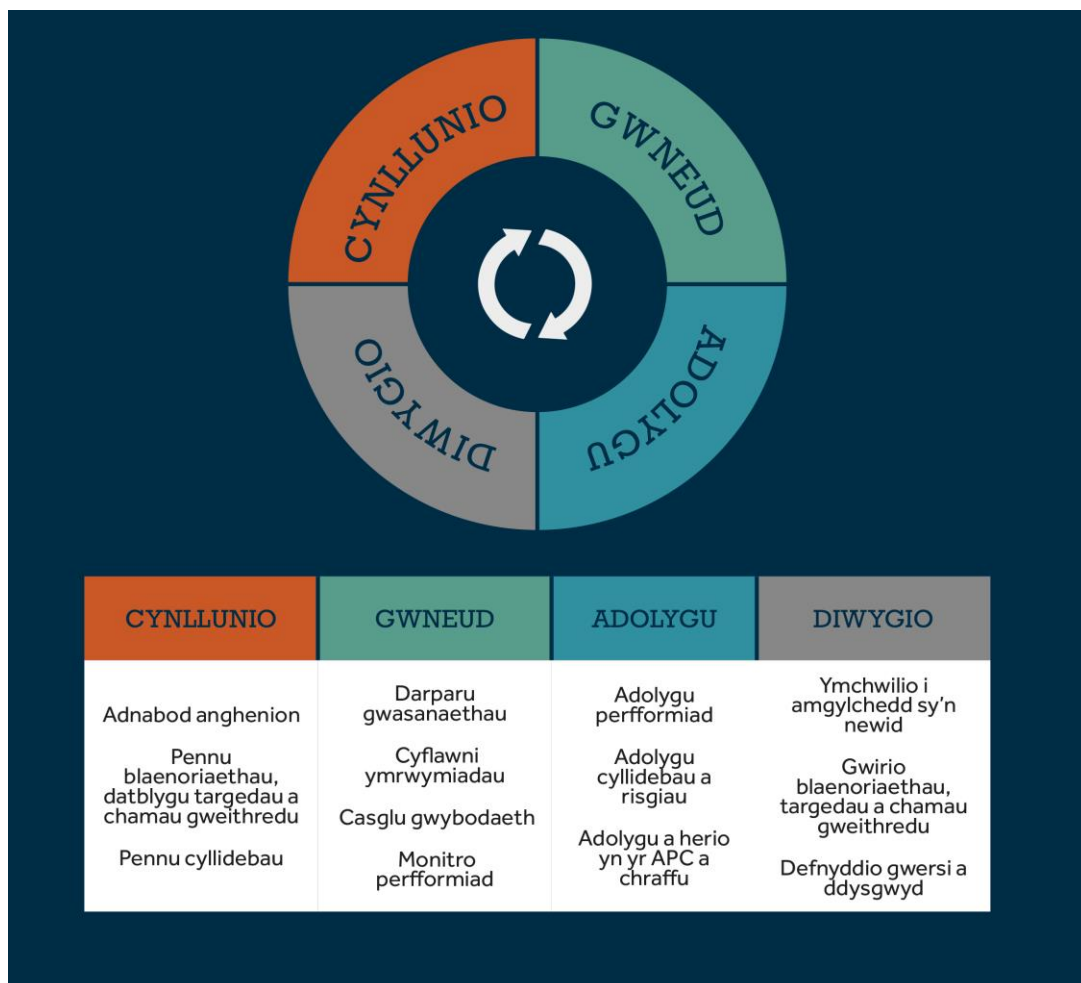 CYNLLUNIO
GWNEUD
ADOLYGU
DIWYGIO
CYNLLUNIO
Adnabod anghenion
Pennu
blaenoriaethau,
datblygu targedau a
chamau gweithredu
Pennu cyllidebau
GWNEUD
Darparu
gwasanaethau
Cyflawni
ymrwymiadau
Casglu gwybodaeth
Monitro
perfformiad
ADOLYGU
Adolygu
perfformiad
Adolygu
cyllidebau a
risgiau
Adolygu a herio
yn yr APC a
chraffu
DIWYGIO
Ymchwilio i
amgylchedd sy'n
newid
Gwirio
blaenoriaethau,
targedau a chamau
gweithredu
Defnyddio gwersi a
ddysgwyd